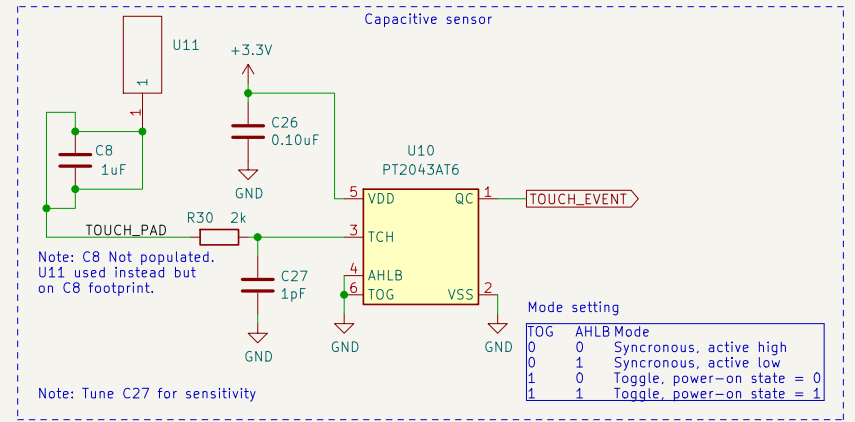 Capacitive sensor
U11
1
1
+3.3V
C26
0.10uF
GND
C8
1uF
U10
PT2043AT6
5 VDD QC 1
TOUCH_EVENT
TOUCH_PAD
R30 2k
3 TCH
4 AHLB
6 TOG VSS 2
C27
1pF
GND
GND
GND
Note: C8 Not populated.
U11 used instead but
on C8 footprint.
Mode setting
TOG AHLB Mode
0 0 Syncronous, active high
0 1 Syncronous, active low
1 0 Toggle, power-on state = 0
1 1 Toggle, power-on state = 1
Note: Tune C27 for sensitivity